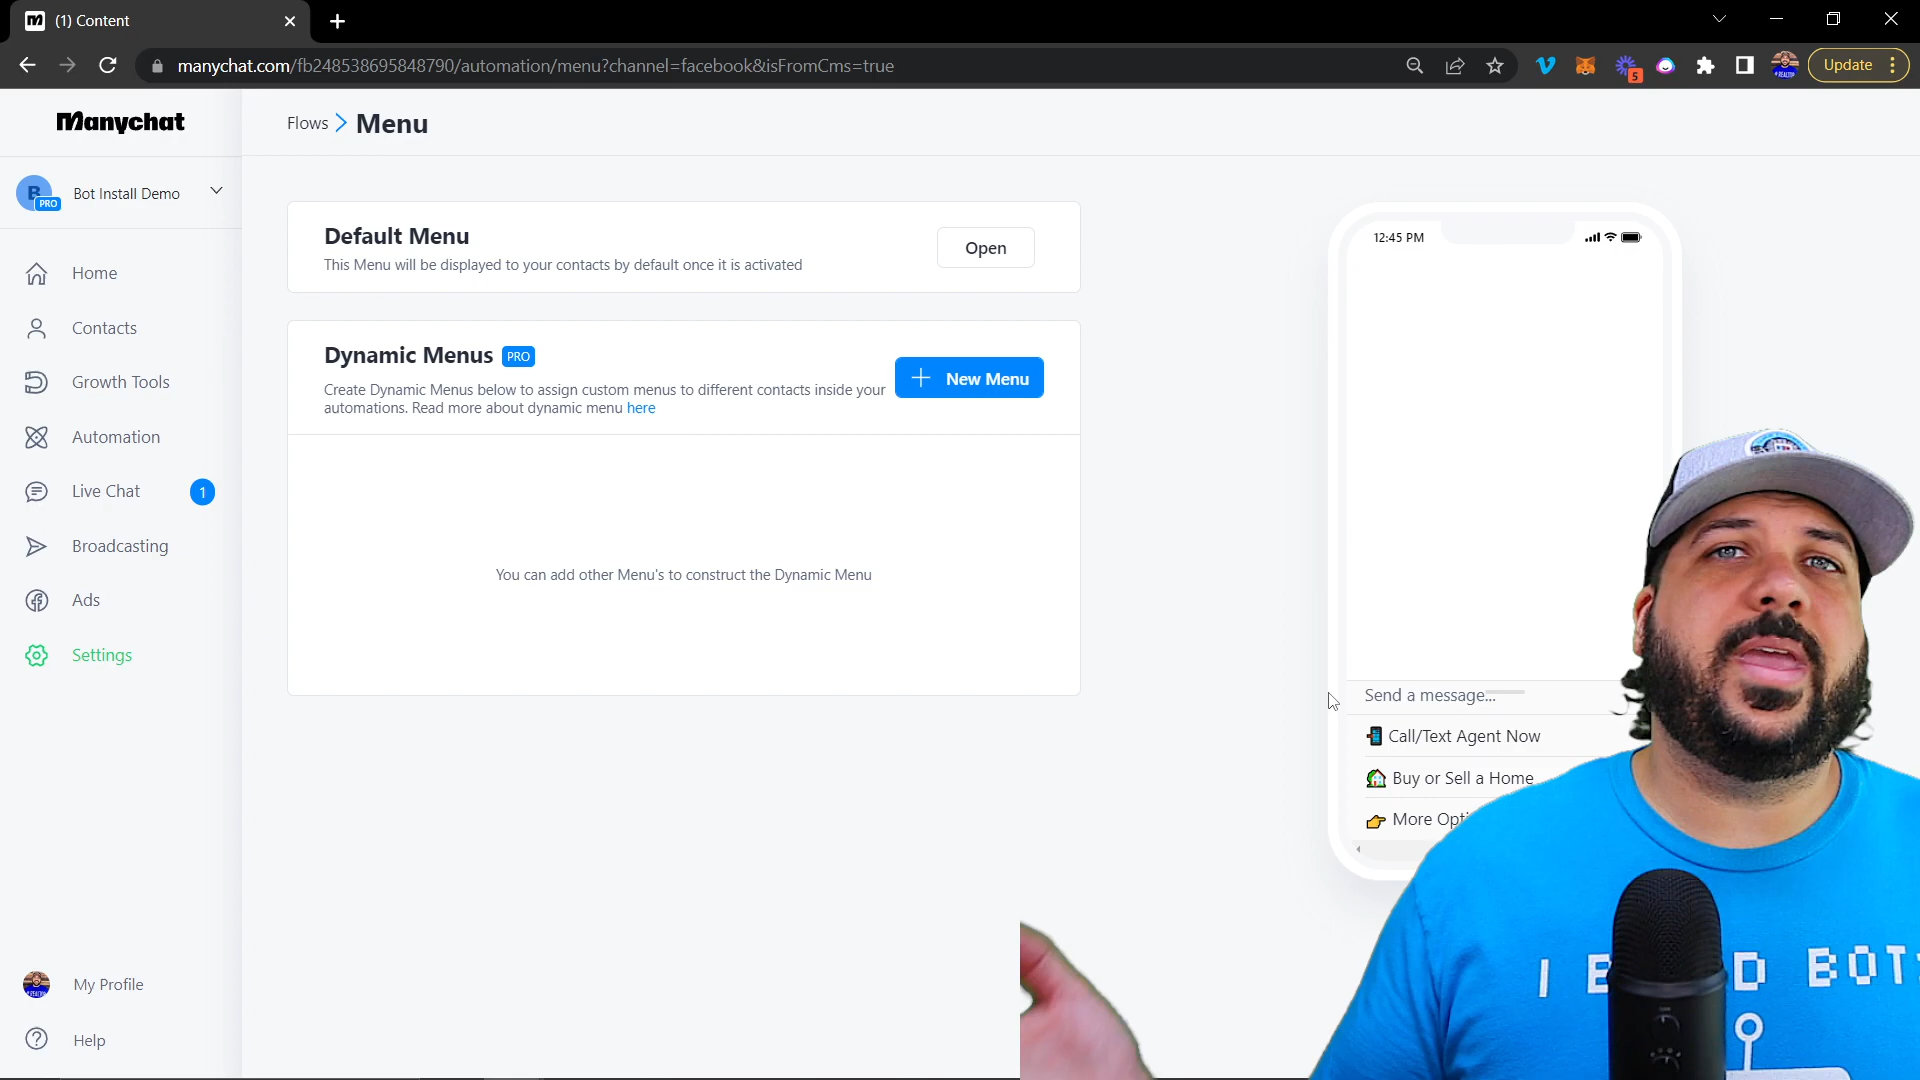 (1) Content
manychat.com/fb248538695848790/automation/menu?channel=facebook&isFromCms=true
5
Update
Manychat
Flows > Menu
B
PRO
Bot Install Demo
Home
Contacts
Growth Tools
Automation
Live Chat
1
Broadcasting
Ads
Settings
My Profile
Help
Default Menu
This Menu will be displayed to your contacts by default once it is activated
Open
Dynamic Menus PRO
Create Dynamic Menus below to assign custom menus to different contacts inside your
automations. Read more about dynamic menu here
+ New Menu
You can add other Menu's to construct the Dynamic Menu
12:45 PM
Send a message...
Call/Text Agent Now
Buy or Sell a Home
More
I BOT